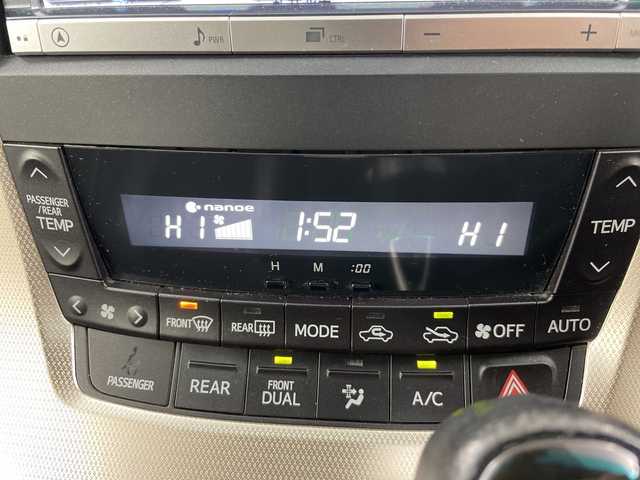 PWR CTRL − +
PASSENGER
/REAR
TEMP
nanoe
HI 1:52 HI
H M :00
TEMP
FRONT REAR MODE OFF AUTO
PASSENGER REAR FRONT
DUAL A/C